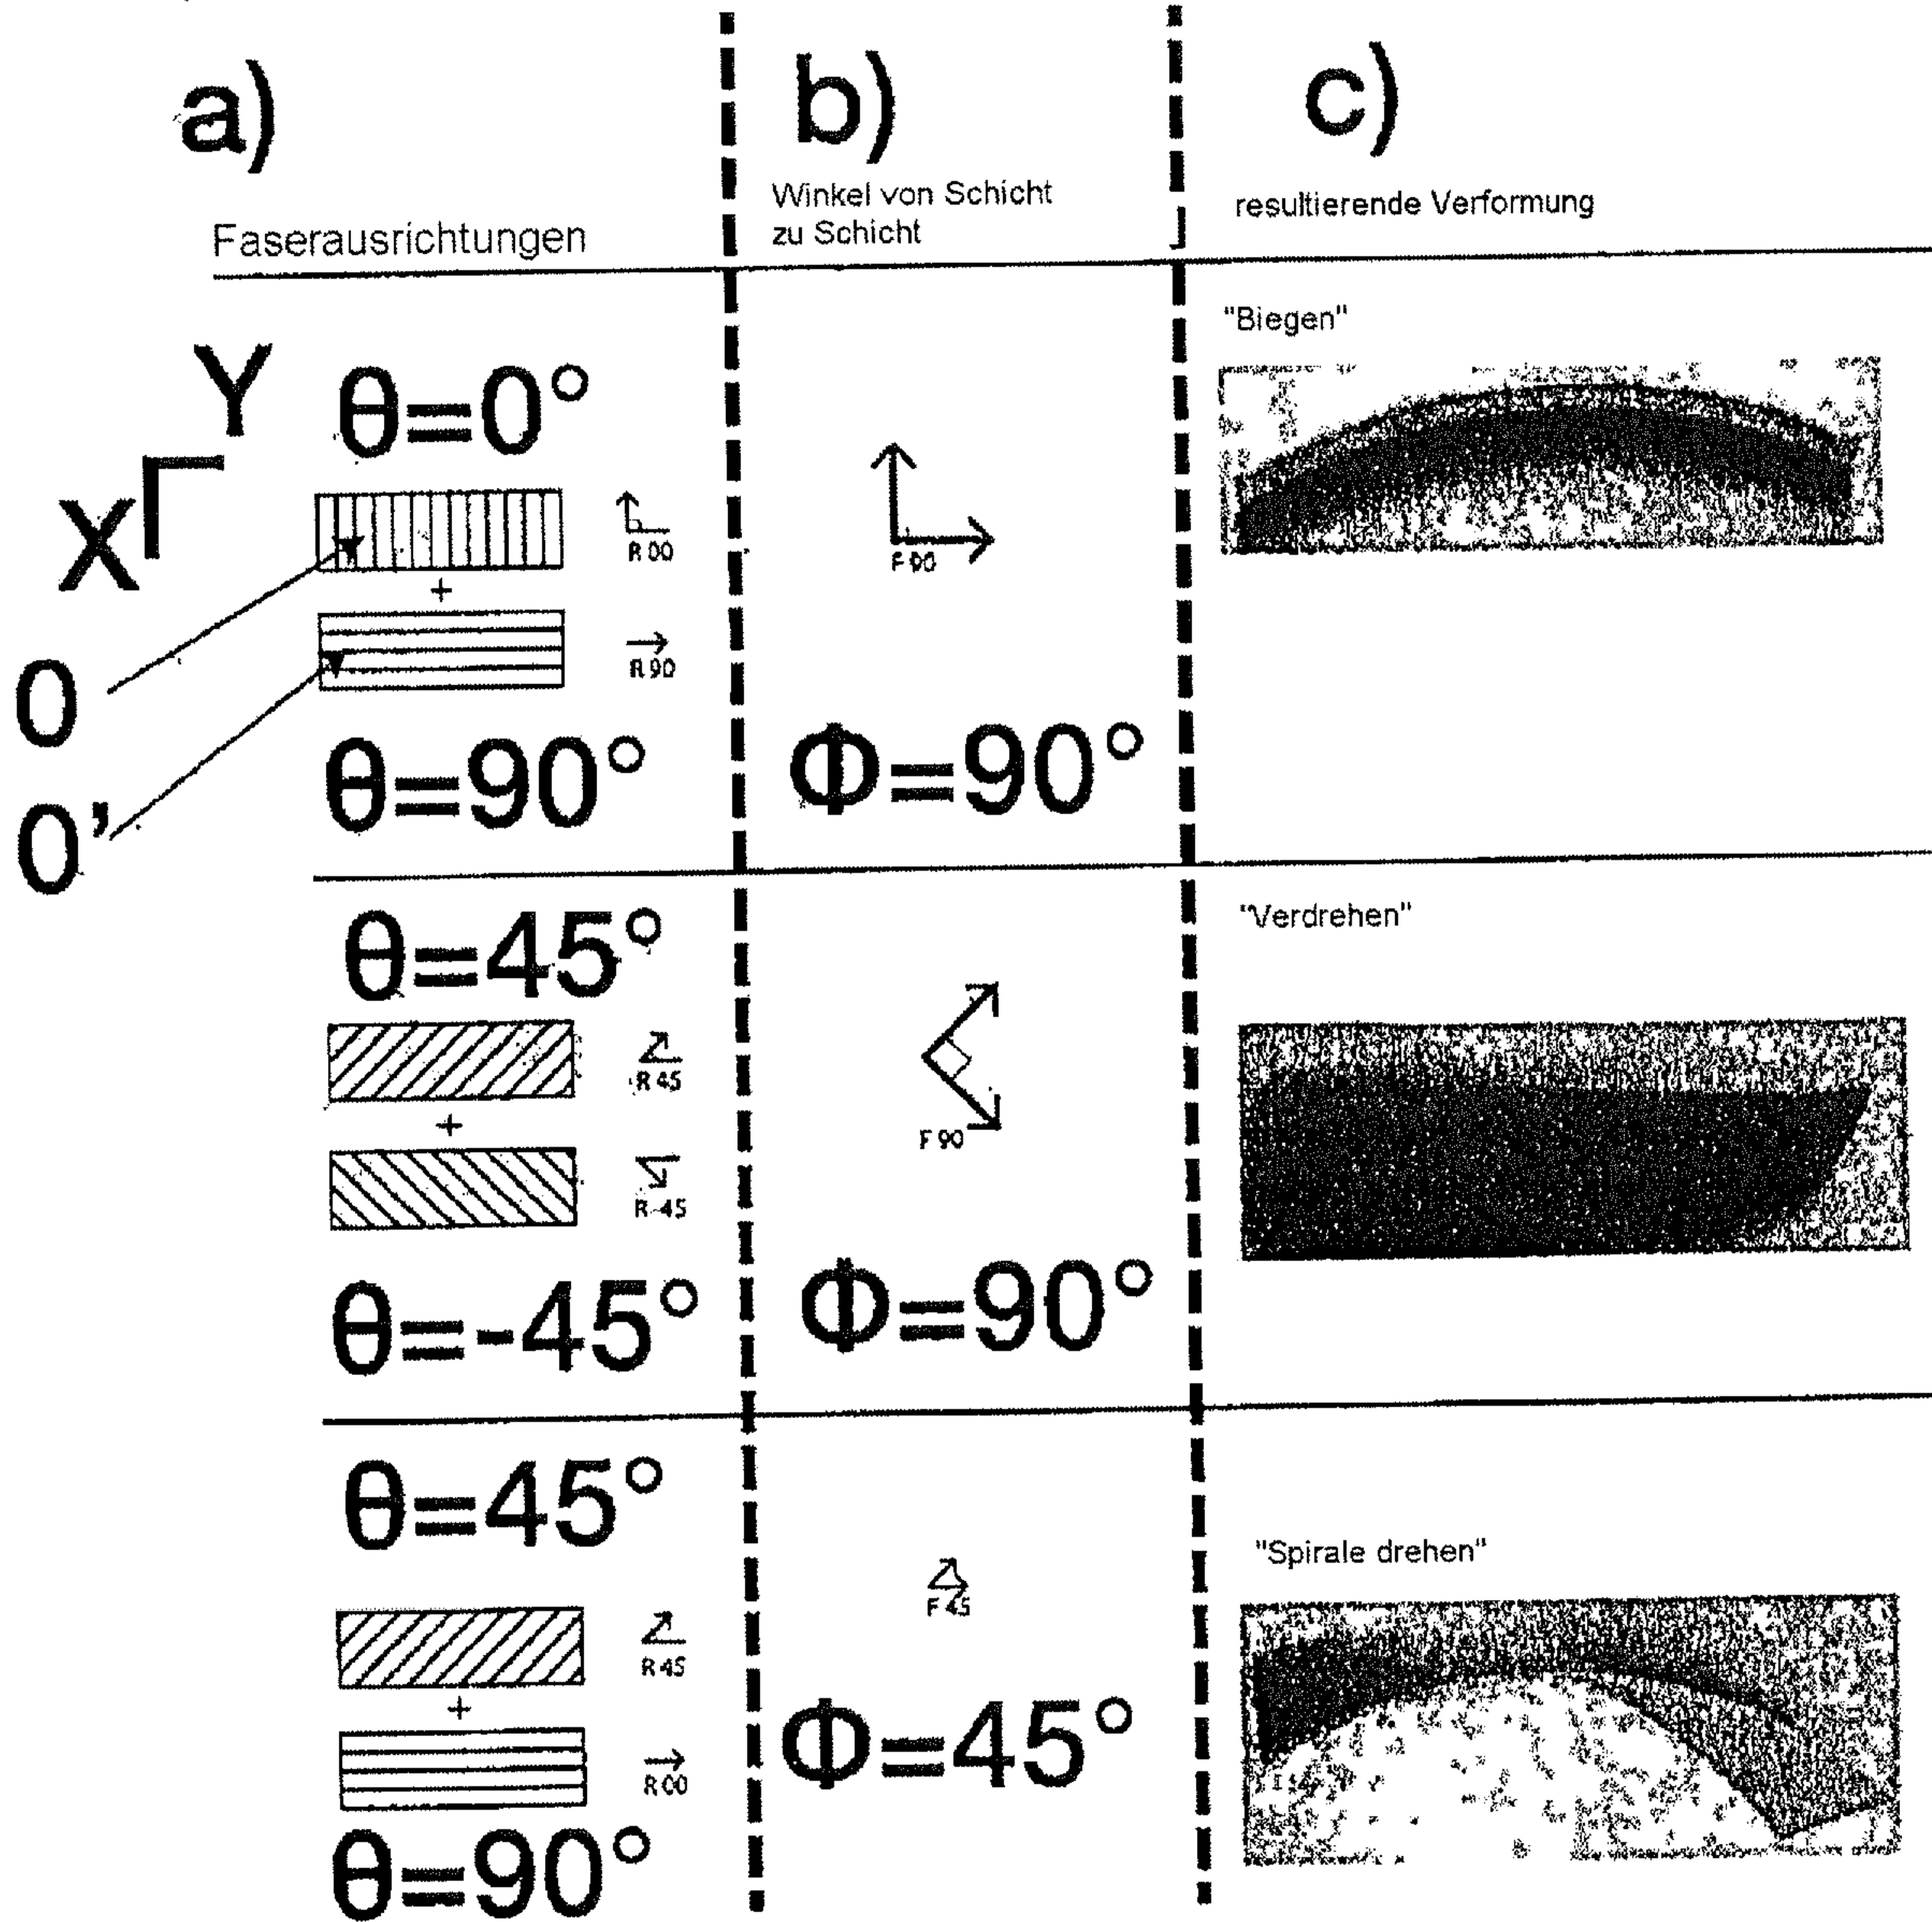 a)
b)
c)
Faserausrichtungen
Winkel von Schicht
zu Schicht
resultierende Verformung
Y
X
0
0'
θ=0°
R 00
+
R 90
θ=90°
F 90
Φ=90°
"Biegen"
θ=45°
R 45
+
R -45
θ=-45°
F 90
Φ=90°
"Verdrehen"
θ=45°
R 45
+
R 00
θ=90°
F 45
Φ=45°
"Spirale drehen"